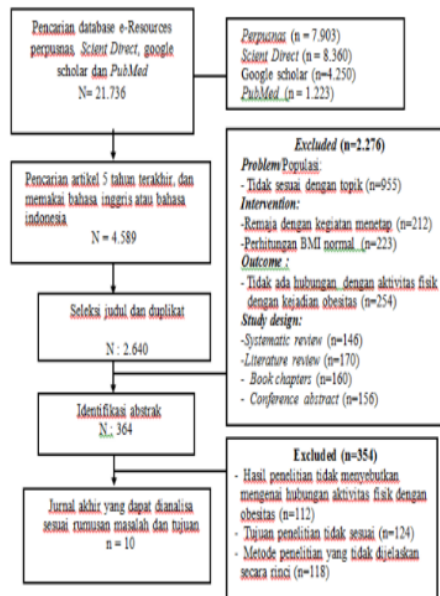 Pencarian database e-Resources
perpusnas, Scient Direct, google
scholar dan PubMed
N= 21.736
Perpusnas (n = 7.903)
Scient Direct (n = 8.360)
Google scholar (n=4.250)
PubMed (n = 1.223)
Pencarian artikel 5 tahun terakhir, dan
memakai bahasa inggris atau bahasa
indonesia
N = 4.589
Excluded (n=2.276)
Problem/Populasi:
- Tidak sesuai dengan topik (n=955)
Intervention:
-Remaja dengan kegiatan menetap (n=212)
-Perhitungan BMI normal (n=223)
Outcome :
- Tidak ada hubungan dengan aktivitas fisik
dengan kejadian obesitas (n=254)
Study design:
-Systematic review (n=146)
-Literature review (n=170)
- Book chapters (n=160)
- Conference abstract (n=156)
Seleksi judul dan duplikat
N : 2.640
Identifikasi abstrak
N : 364
Excluded (n=354)
- Hasil penelitian tidak menyebutkan
mengenai hubungan aktivitas fisik dengan
obesitas (n=112)
- Tujuan penelitian tidak sesuai (n=124)
- Metode penelitian yang tidak dijelaskan
secara rinci (n=118)
Jurnal akhir yang dapat dianalisa
sesuai rumusan masalah dan tujuan
n = 10